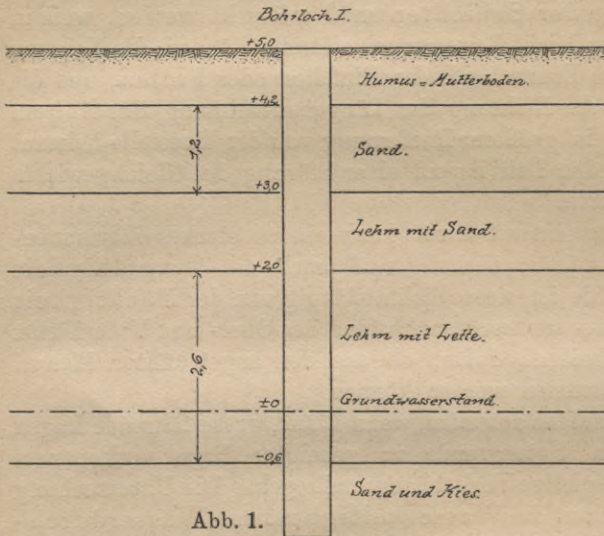 Bohrloch I.
+5,0
Humus = Mutterboden.
+4,2
1,2
Sand.
+3,0
Lehm mit Sand.
+2,0
Lehm mit Lette.
2,6
±0
Grundwasserstand.
-0,6
Sand und Kies.
Abb. 1.